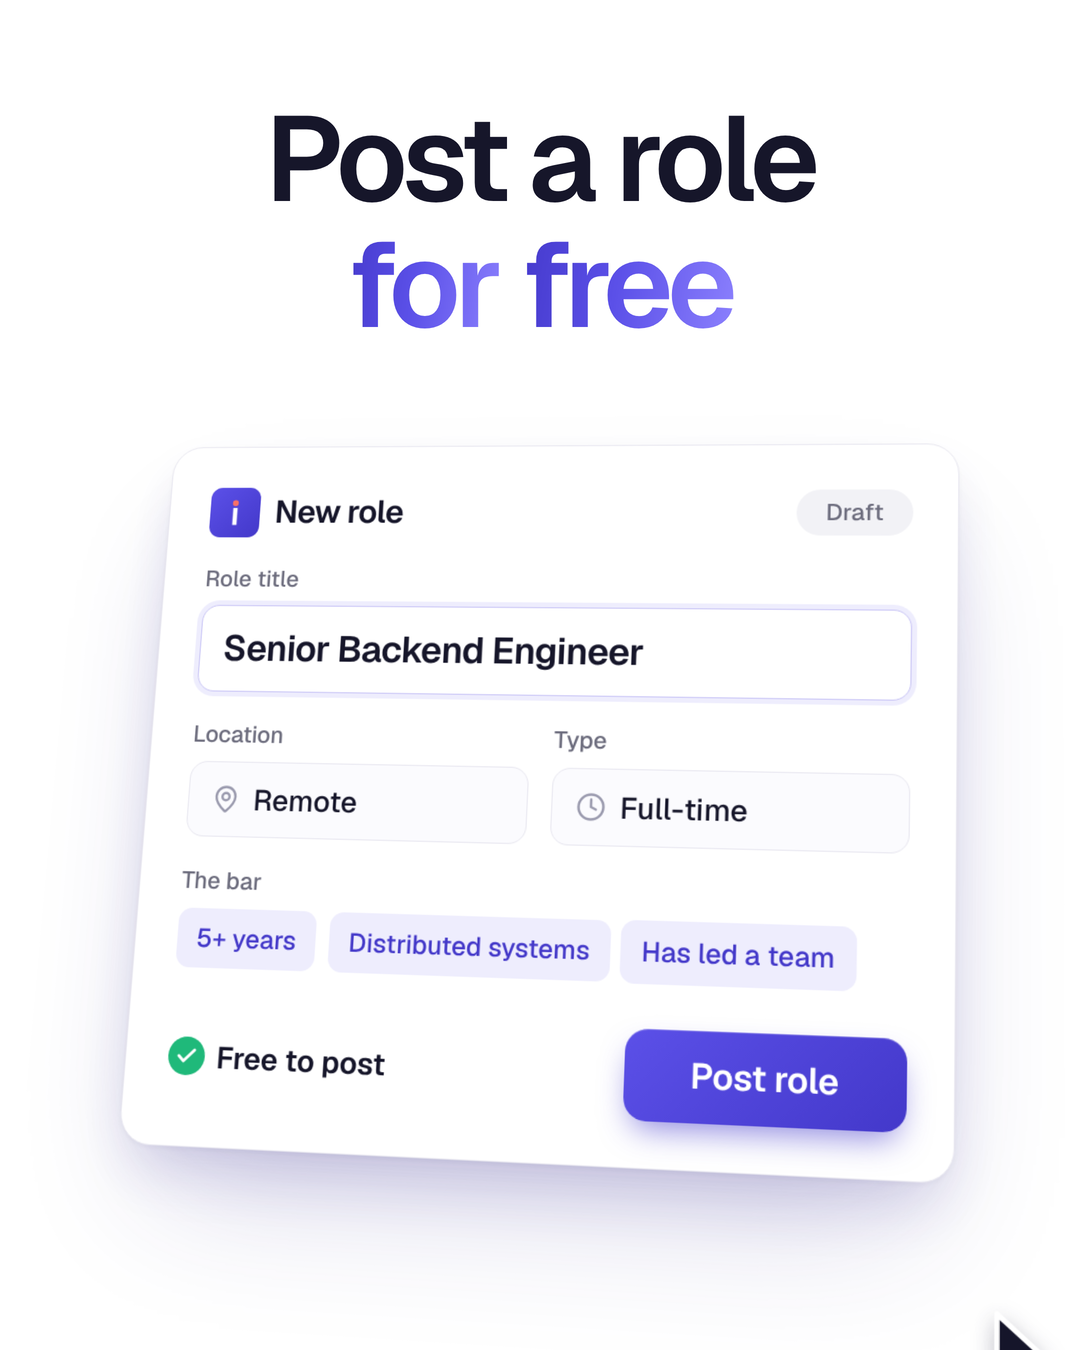 Post a role
for free
i New role
Draft
Role title
Senior Backend Engineer
Location
Type
Remote
Full-time
The bar
5+ years
Distributed systems
Has led a team
Free to post
Post role